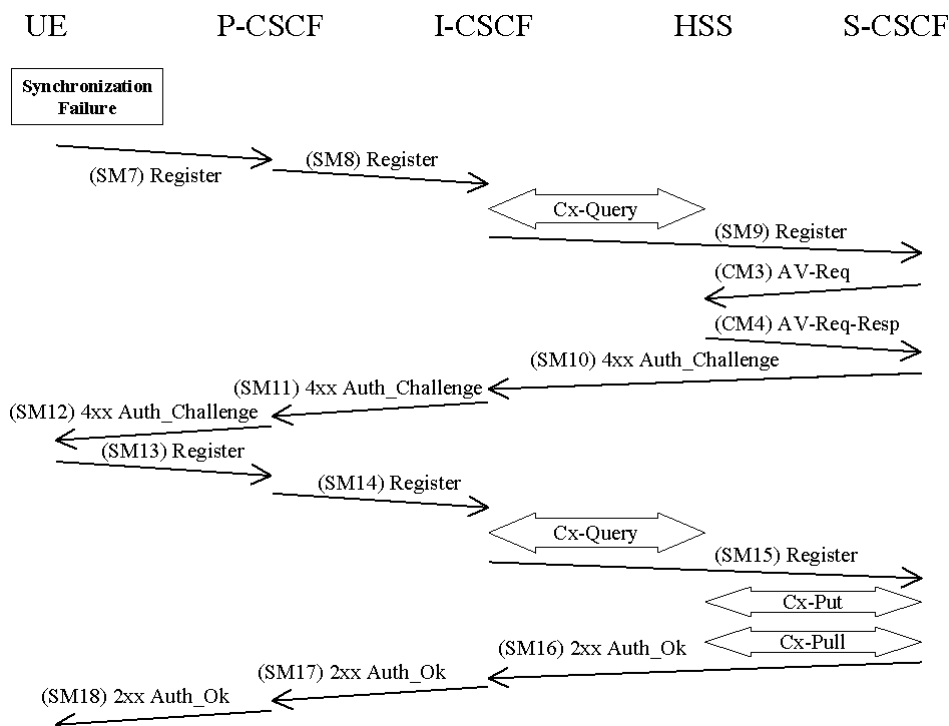 UE P-CSCF I-CSCF HSS S-CSCF
Synchronization
Failure
(SM7) Register
(SM8) Register
Cx-Query
(SM9) Register
(CM3) AV-Req
(CM4) AV-Req-Resp
(SM10) 4xx Auth_Challenge
(SM11) 4xx Auth_Challenge
(SM12) 4xx Auth_Challenge
(SM13) Register
(SM14) Register
Cx-Query
(SM15) Register
Cx-Put
Cx-Pull
(SM16) 2xx Auth_Ok
(SM17) 2xx Auth_Ok
(SM18) 2xx Auth_Ok